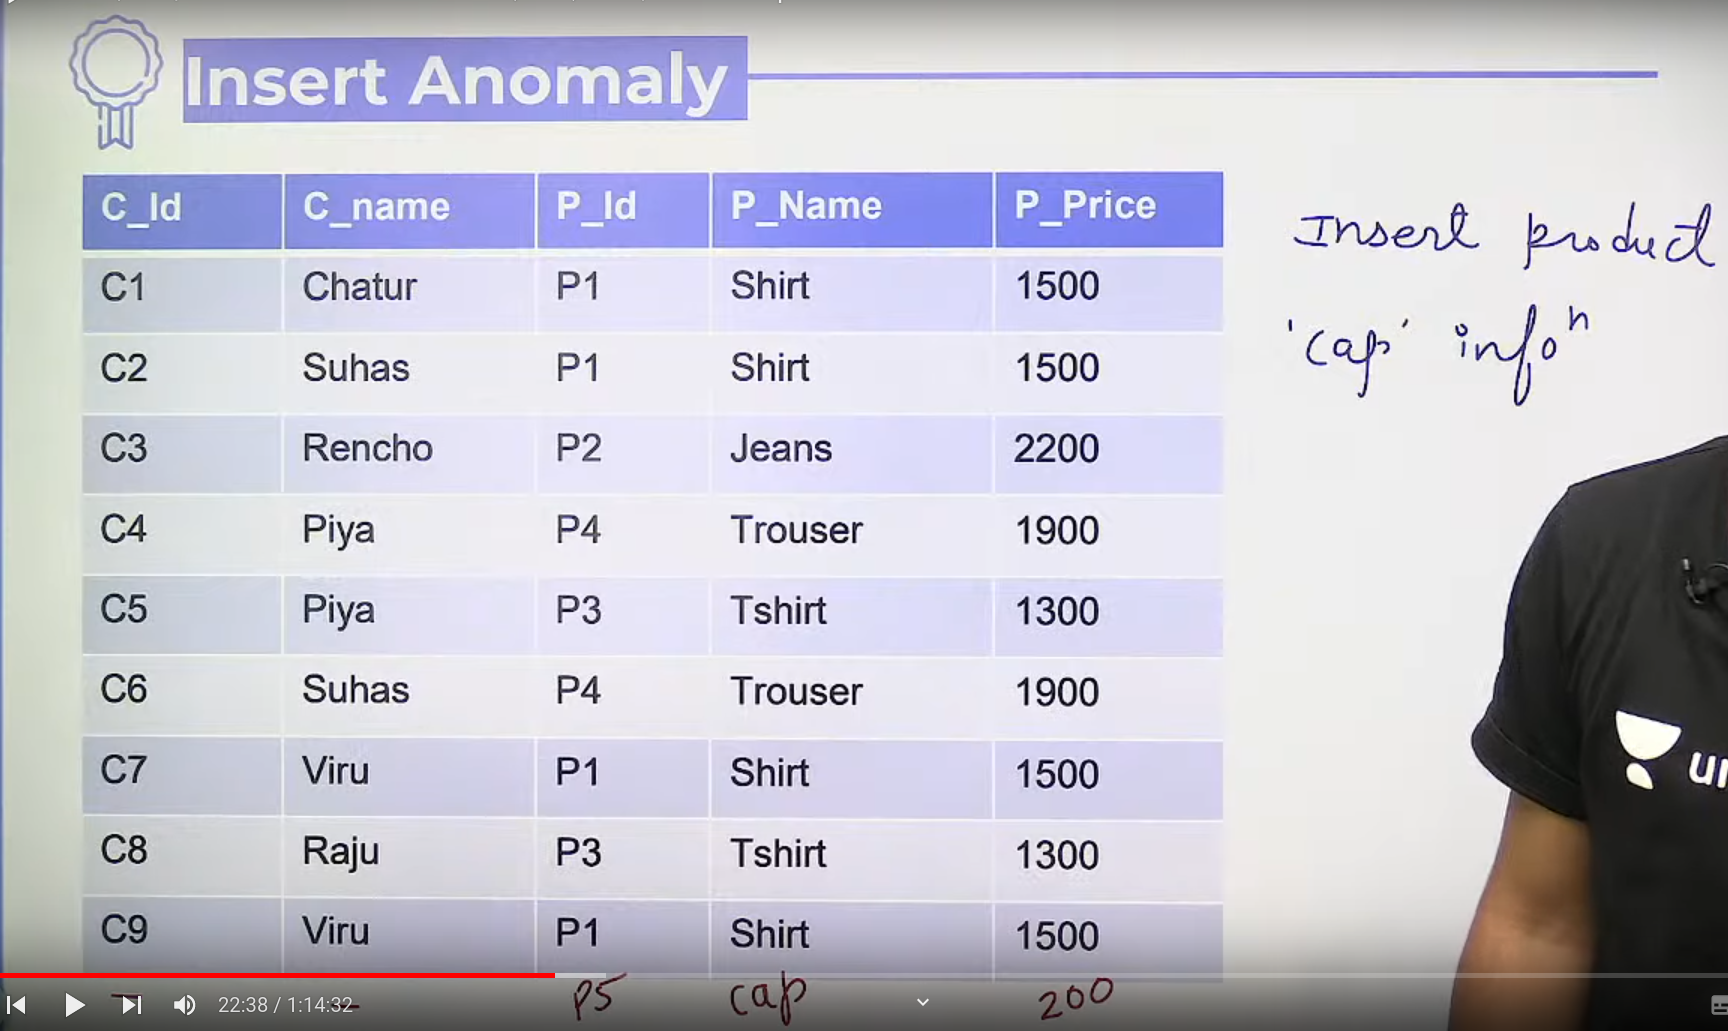 Insert Anomaly
C_Id C_name P_Id P_Name P_Price
C1 Chatur P1 Shirt 1500
C2 Suhas P1 Shirt 1500
C3 Rencho P2 Jeans 2200
C4 Piya P4 Trouser 1900
C5 Piya P3 Tshirt 1300
C6 Suhas P4 Trouser 1900
C7 Viru P1 Shirt 1500
C8 Raju P3 Tshirt 1300
C9 Viru P1 Shirt 1500
– – P5 cap 200
Insert product
'cap' infoⁿ
un
22:38 / 1:14:32